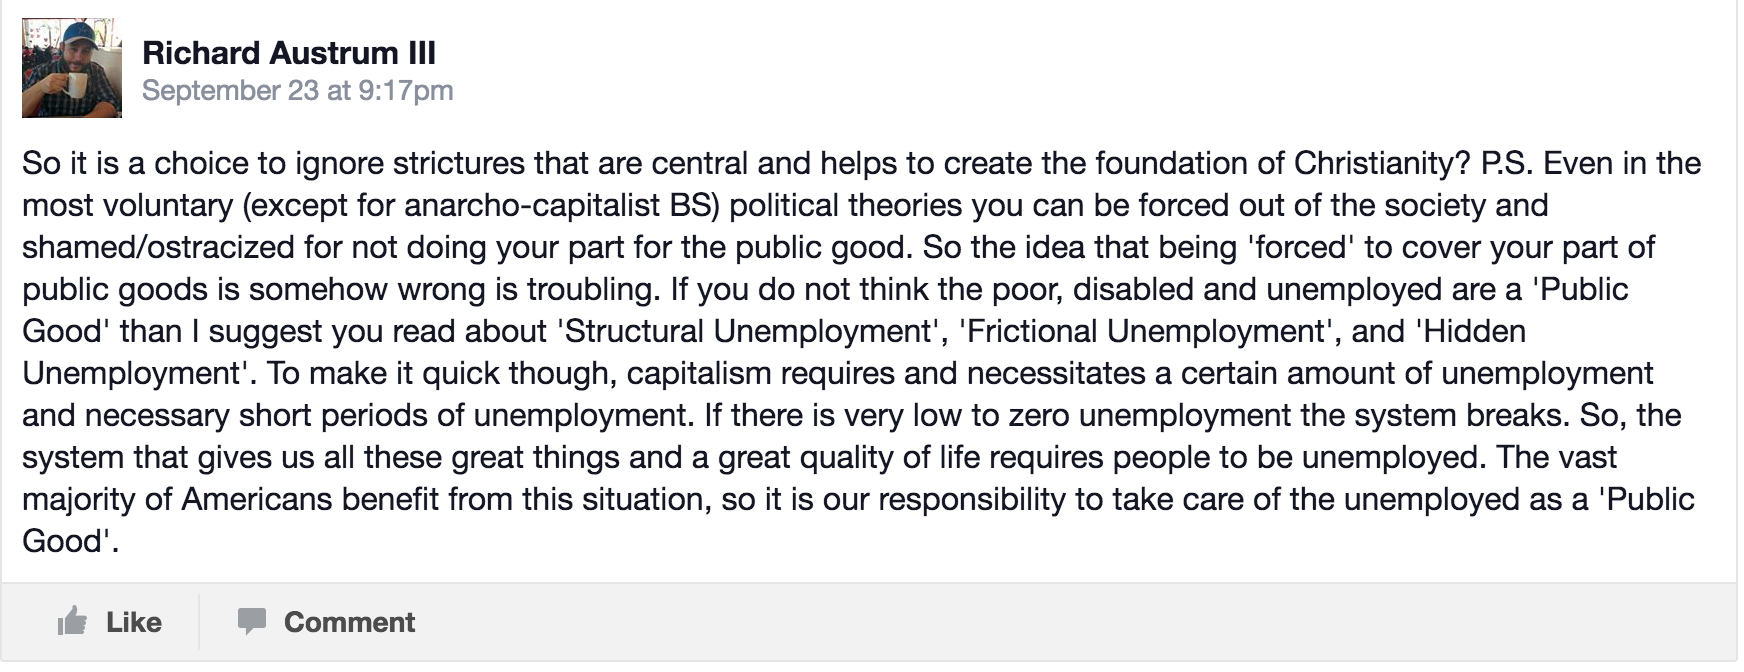 Richard Austrum III
September 23 at 9:17pm
So it is a choice to ignore strictures that are central and helps to create the foundation of Christianity? P.S. Even in the
most voluntary (except for anarcho-capitalist BS) political theories you can be forced out of the society and
shamed/ostracized for not doing your part for the public good. So the idea that being 'forced' to cover your part of
public goods is somehow wrong is troubling. If you do not think the poor, disabled and unemployed are a 'Public
Good' than I suggest you read about 'Structural Unemployment', 'Frictional Unemployment', and 'Hidden
Unemployment'. To make it quick though, capitalism requires and necessitates a certain amount of unemployment
and necessary short periods of unemployment. If there is very low to zero unemployment the system breaks. So, the
system that gives us all these great things and a great quality of life requires people to be unemployed. The vast
majority of Americans benefit from this situation, so it is our responsibility to take care of the unemployed as a 'Public
Good'.
Like
Comment